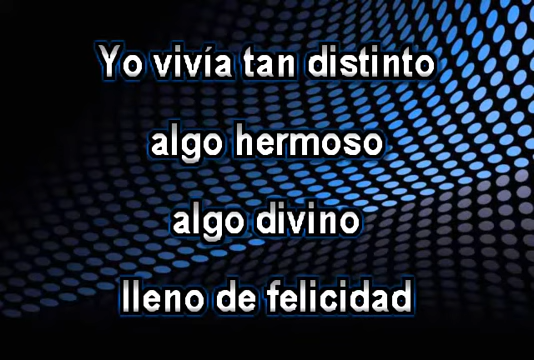 Yo vivía tan distinto
algo hermoso
algo divino
lleno de felicidad